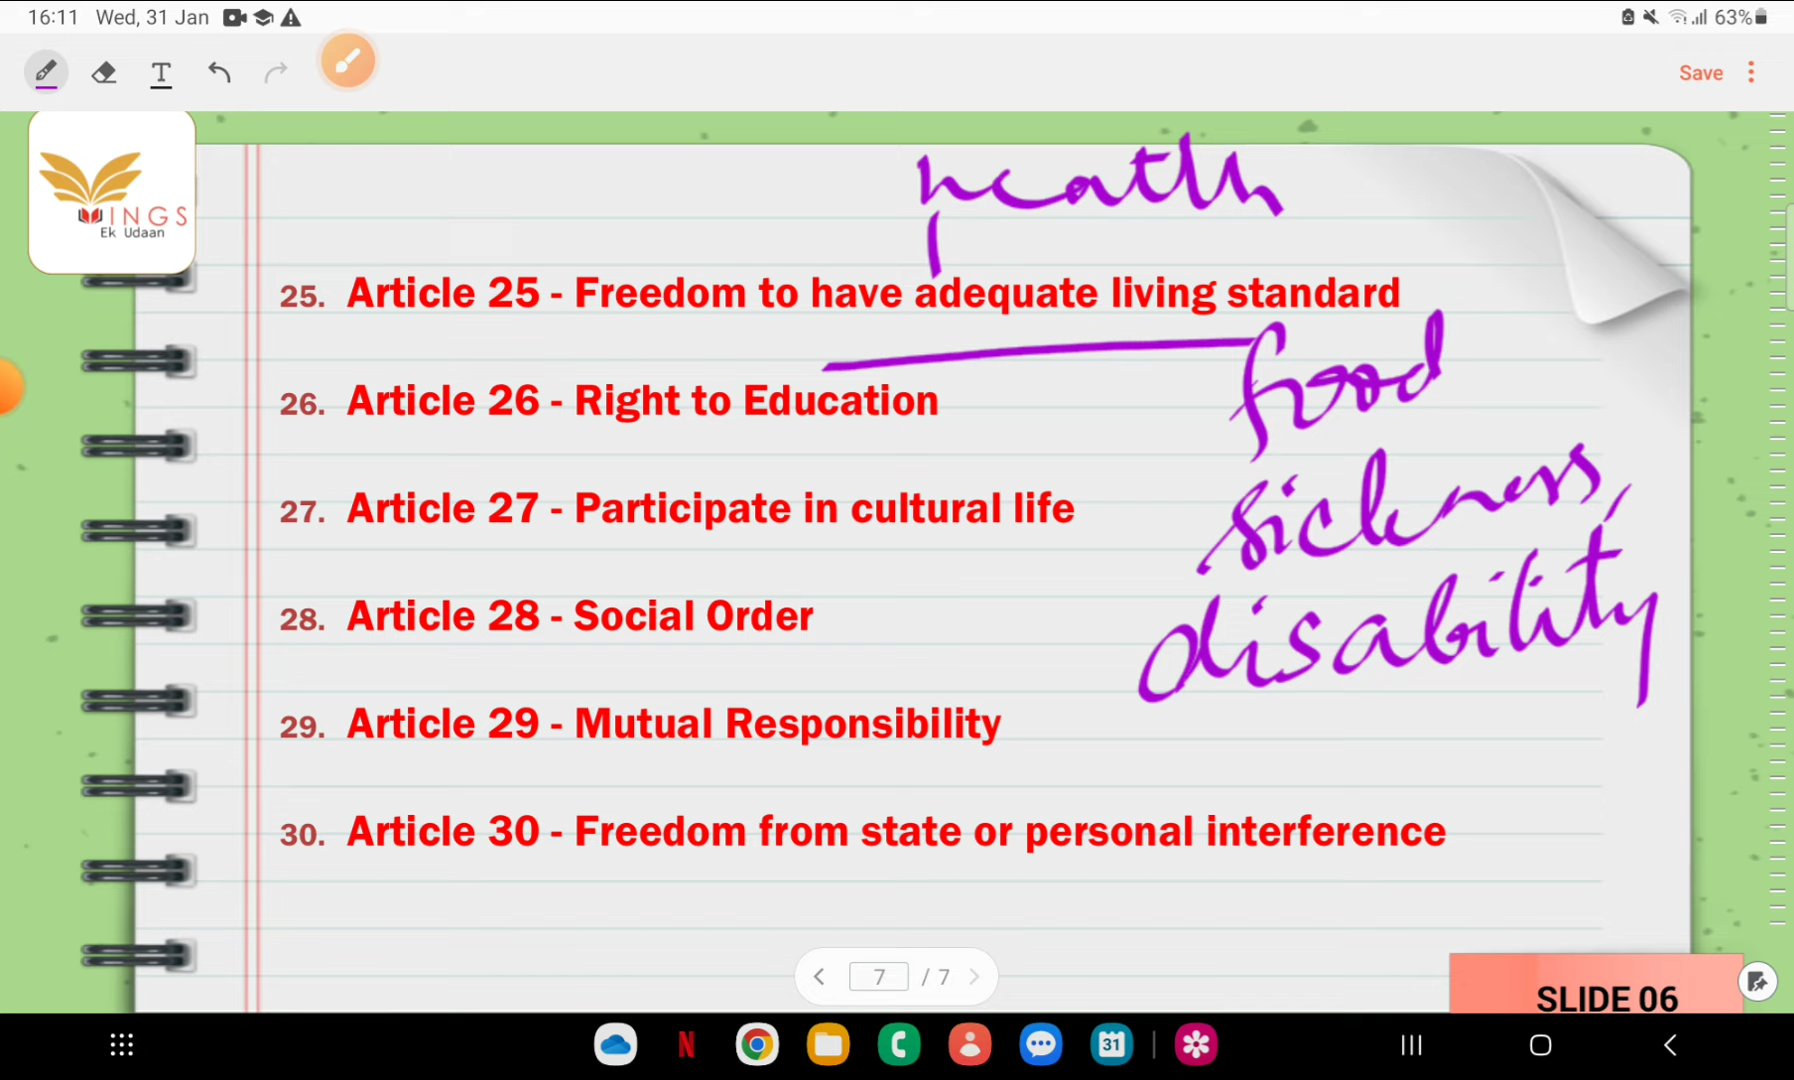 16:11 Wed, 31 Jan
63%
T
Save
WINGS
Ek Udaan
heatth
25. Article 25 - Freedom to have adequate living standard
food
26. Article 26 - Right to Education
sickness,
27. Article 27 - Participate in cultural life
disability
28. Article 28 - Social Order
29. Article 29 - Mutual Responsibility
30. Article 30 - Freedom from state or personal interference
7 / 7
SLIDE 06
N
31